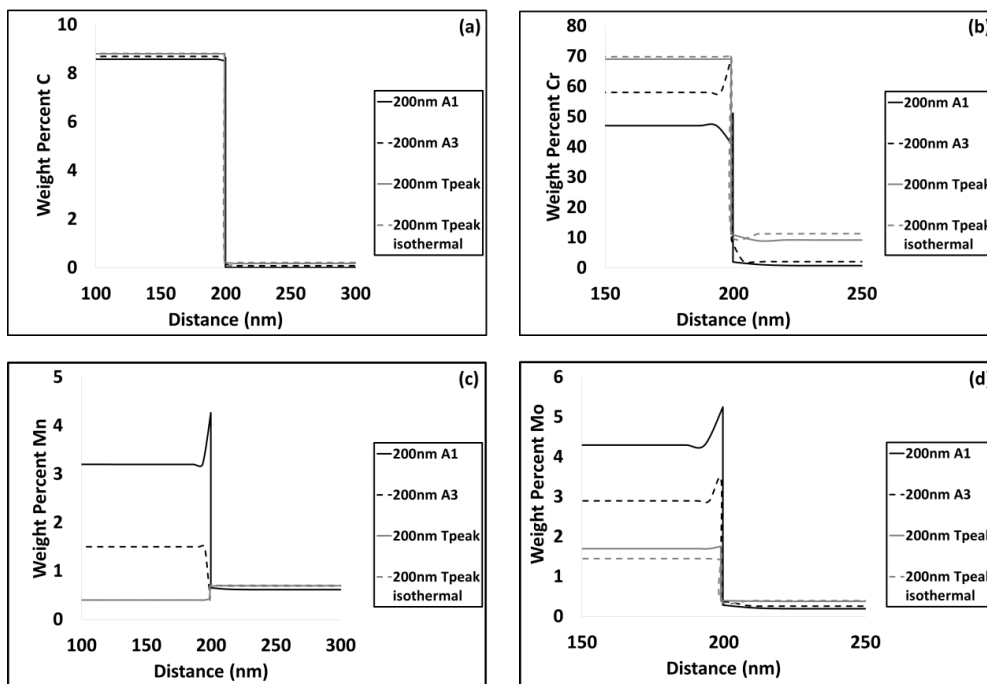 (a)
Weight Percent C
10
8
6
4
2
0
100 150 200 250 300
Distance (nm)
200nm A1
200nm A3
200nm Tpeak
200nm Tpeak
isothermal
(b)
Weight Percent Cr
80
70
60
50
40
30
20
10
0
150 200 250
Distance (nm)
200nm A1
200nm A3
200nm Tpeak
200nm Tpeak
isothermal
(c)
Weight Percent Mn
5
4
3
2
1
0
100 150 200 250 300
Distance (nm)
200nm A1
200nm A3
200nm Tpeak
200nm Tpeak
isothermal
(d)
Weight Percent Mo
6
5
4
3
2
1
0
150 200 250
Distance (nm)
200nm A1
200nm A3
200nm Tpeak
200nm Tpeak
isothermal